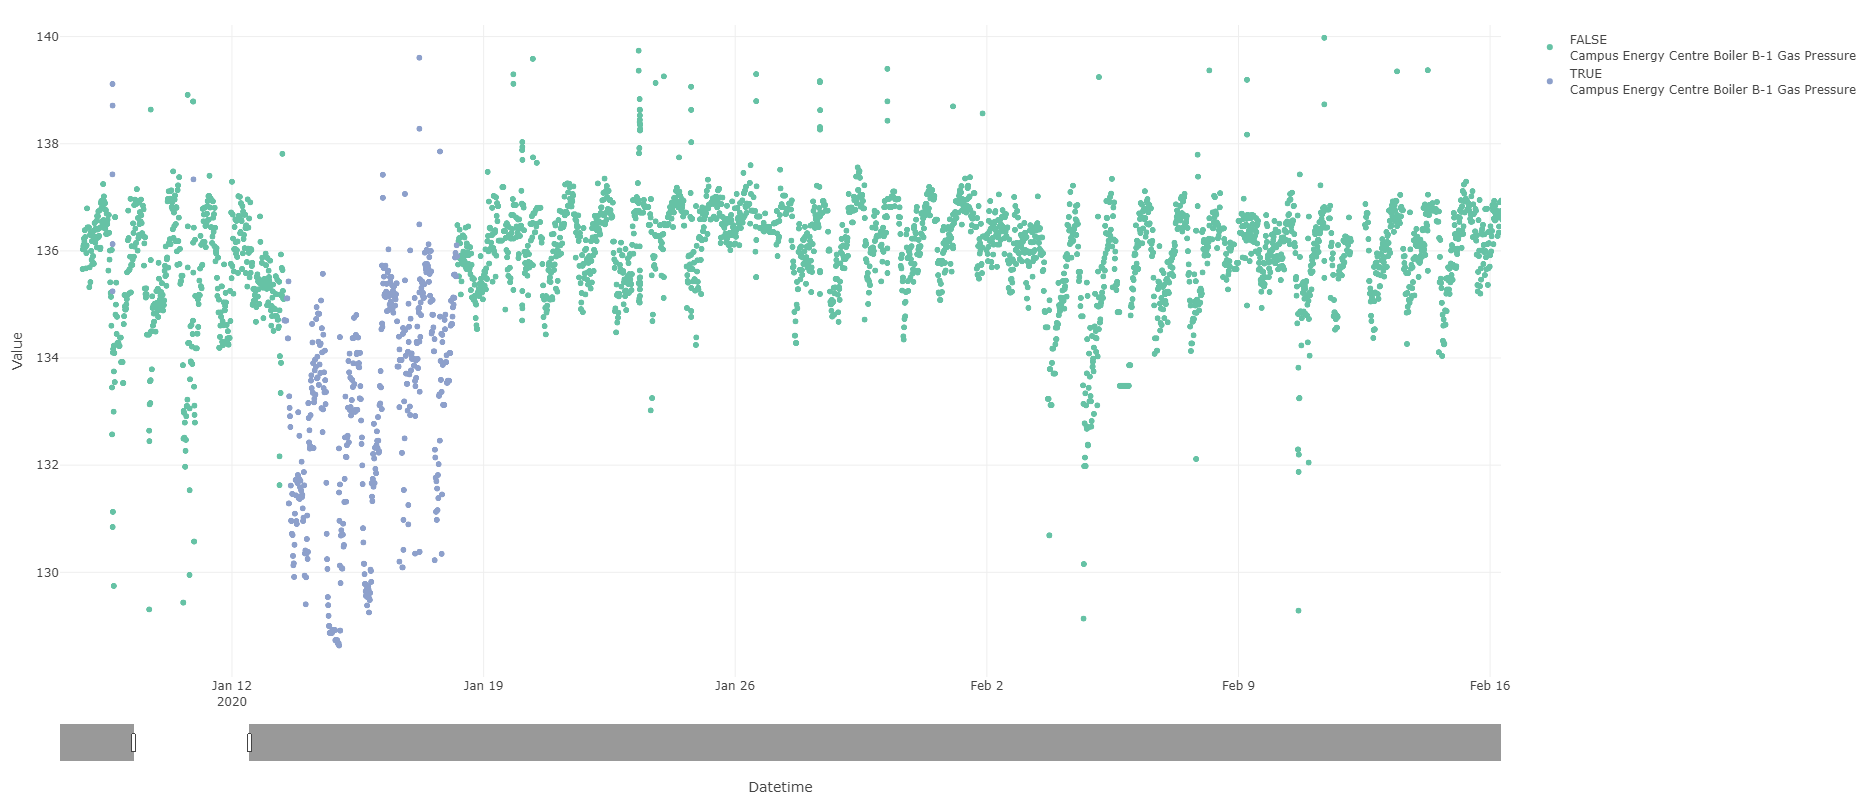 140
138
136
134
132
130
Value
Jan 12
2020
Jan 19
Jan 26
Feb 2
Feb 9
Feb 16
Datetime
FALSE
Campus Energy Centre Boiler B-1 Gas Pressure
TRUE
Campus Energy Centre Boiler B-1 Gas Pressure